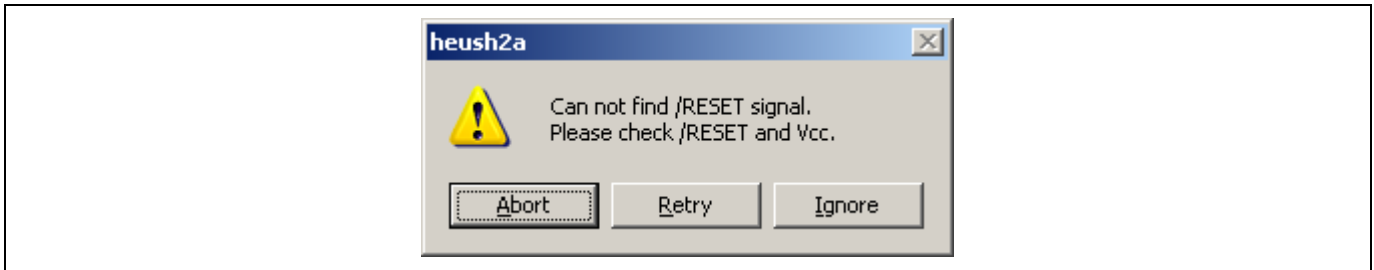 heush2a
Can not find /RESET signal.
Please check /RESET and Vcc.
Abort
Retry
Ignore